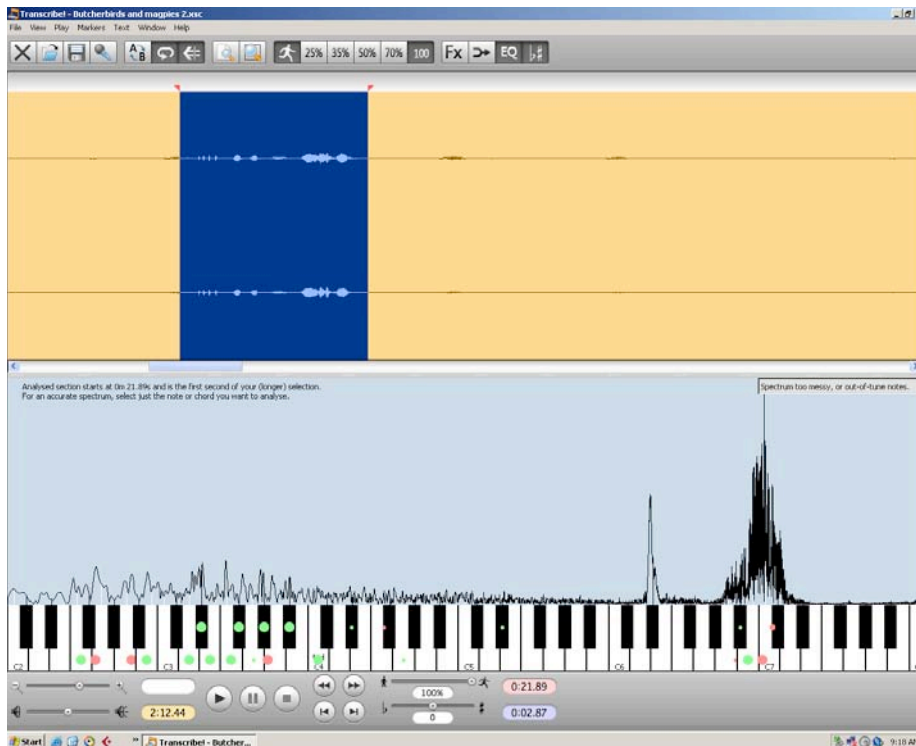 Transcribe! - Butcherbirds and magpies 2.xsc
File View Play Markers Text Window Help
A B 25% 35% 50% 70% 100 Fx EQ b♯
Analysed section starts at 0m 21.89s and is the first second of your (longer) selection.
For an accurate spectrum, select just the note or chord you want to analyse.
Spectrum too messy, or out-of-tune notes.
C2 C3 C4 C5 C6 C7
100% 0:21.89
2:12.44 b 0 # 0:02.87
Start » Transcribe! - Butcher... 9:18 AM